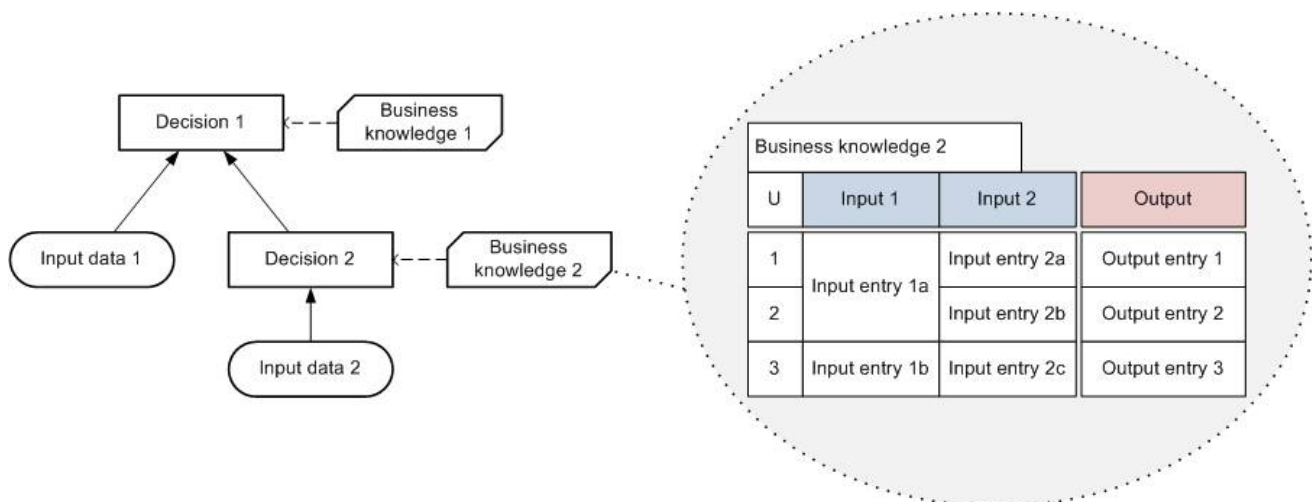 Decision 1
Business
knowledge 1
Input data 1
Decision 2
Business
knowledge 2
Input data 2
Business knowledge 2
U Input 1 Input 2 Output
1 Input entry 1a Input entry 2a Output entry 1
2 Input entry 2b Output entry 2
3 Input entry 1b Input entry 2c Output entry 3